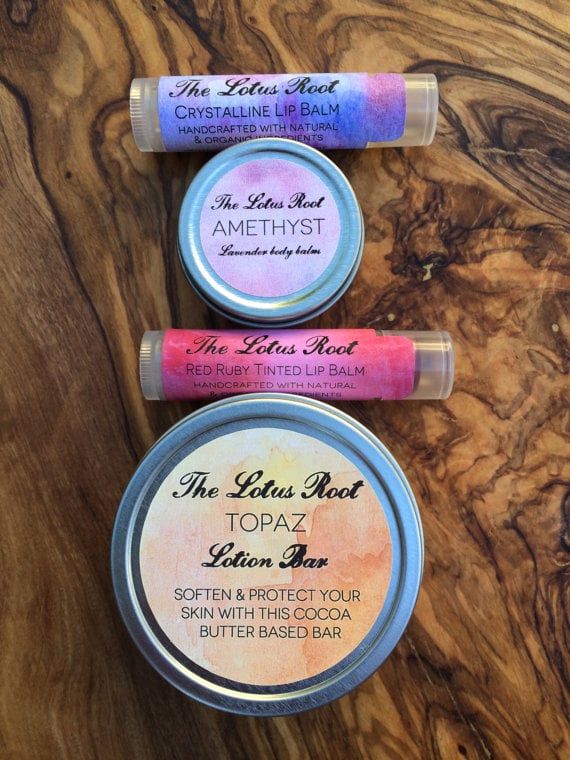 The Lotus Root
CRYSTALLINE LIP BALM
HANDCRAFTED WITH NATURAL
& ORGANIC INGREDIENTS
The Lotus Root
AMETHYST
Lavender body balm
The Lotus Root
RED RUBY TINTED LIP BALM
HANDCRAFTED WITH NATURAL
& ORGANIC INGREDIENTS
The Lotus Root
TOPAZ
Lotion Bar
SOFTEN & PROTECT YOUR
SKIN WITH THIS COCOA
BUTTER BASED BAR